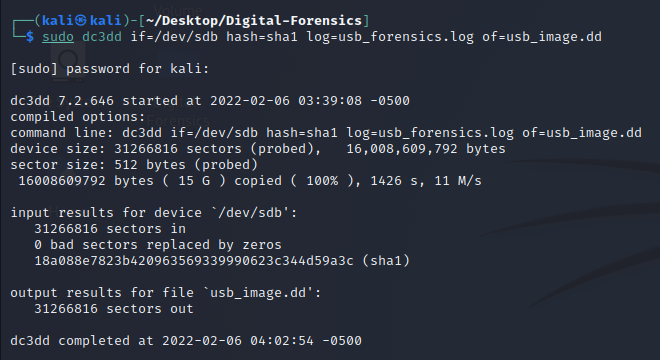 ┌──(kali㉿kali)-[~/Desktop/Digital-Forensics]
└─$ sudo dc3dd if=/dev/sdb hash=sha1 log=usb_forensics.log of=usb_image.dd
[sudo] password for kali:
dc3dd 7.2.646 started at 2022-02-06 03:39:08 -0500
compiled options:
command line: dc3dd if=/dev/sdb hash=sha1 log=usb_forensics.log of=usb_image.dd
device size: 31266816 sectors (probed),   16,008,609,792 bytes
sector size: 512 bytes (probed)
16008609792 bytes ( 15 G ) copied ( 100% ), 1426 s, 11 M/s
input results for device `/dev/sdb':
31266816 sectors in
0 bad sectors replaced by zeros
18a088e7823b420963569339990623c344d59a3c (sha1)
output results for file `usb_image.dd':
31266816 sectors out
dc3dd completed at 2022-02-06 04:02:54 -0500